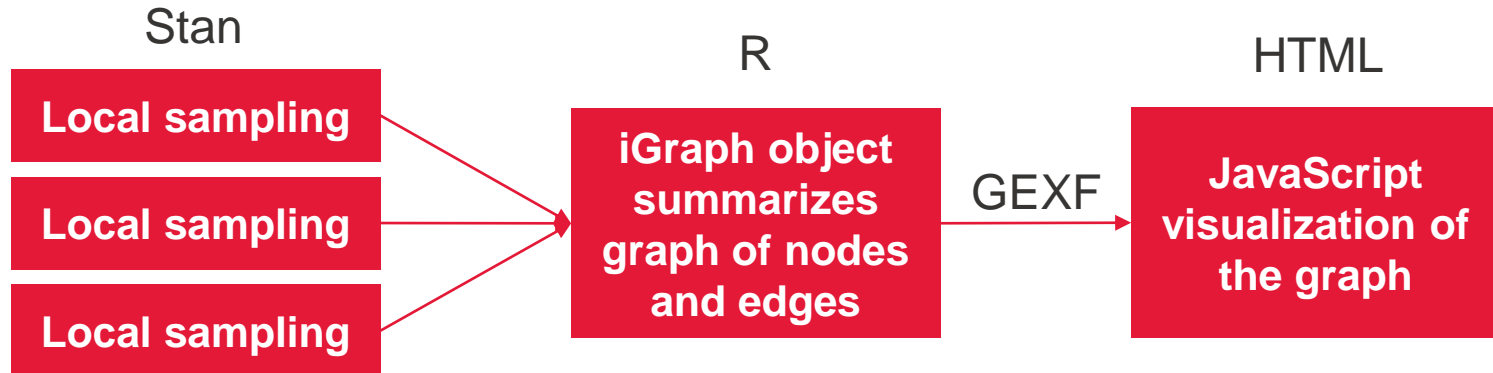 Stan
Local sampling
Local sampling
Local sampling
R
iGraph object
summarizes
graph of nodes
and edges
GEXF
HTML
JavaScript
visualization of
the graph